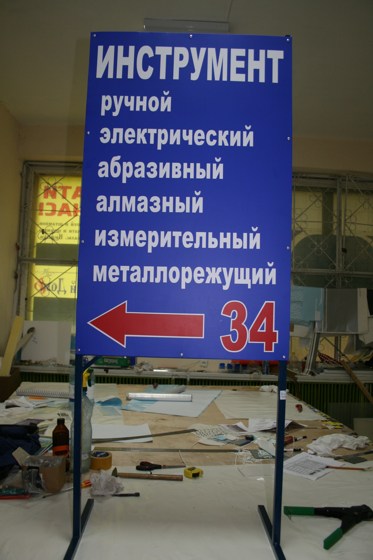 ИНСТРУМЕНТ
ручной
электрический
абразивный
алмазный
измерительный
металлорежущий
34